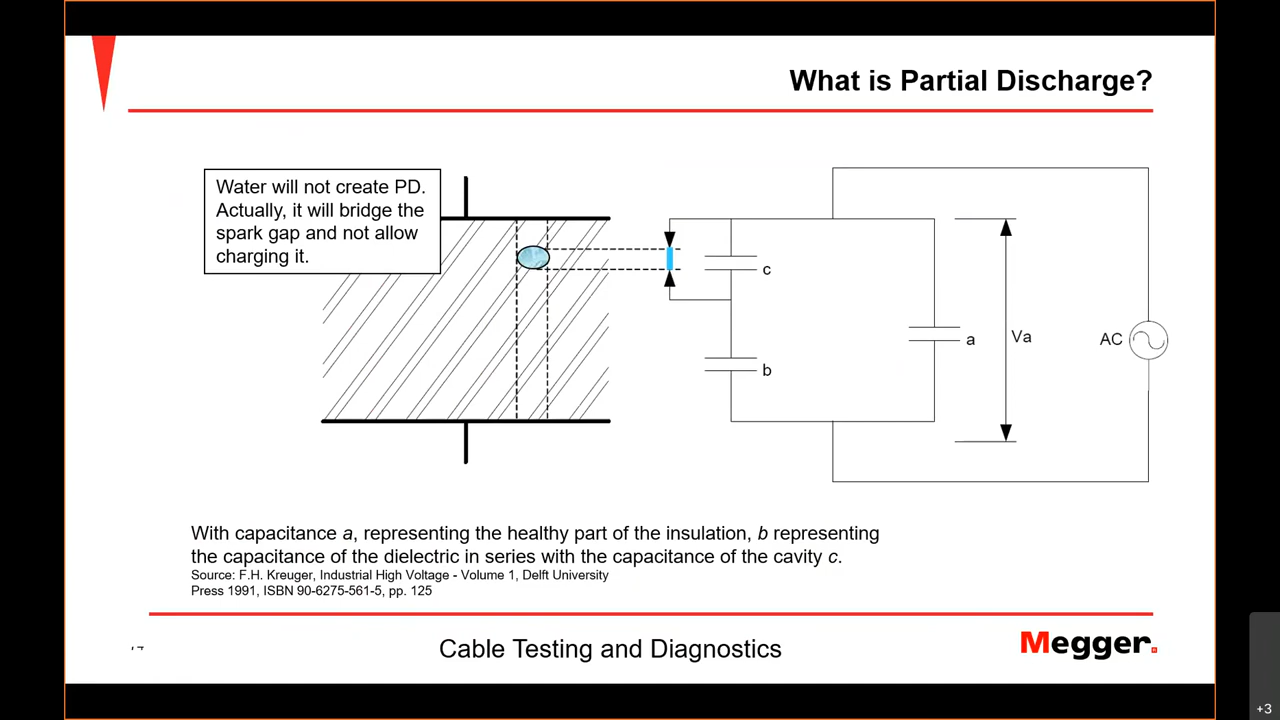 What is Partial Discharge?
Water will not create PD.
Actually, it will bridge the
spark gap and not allow
charging it.
c
b
a
Va
AC
With capacitance a, representing the healthy part of the insulation, b representing
the capacitance of the dielectric in series with the capacitance of the cavity c.
Source: F.H. Kreuger, Industrial High Voltage - Volume 1, Delft University
Press 1991, ISBN 90-6275-561-5, pp. 125
Cable Testing and Diagnostics
Megger.
+3